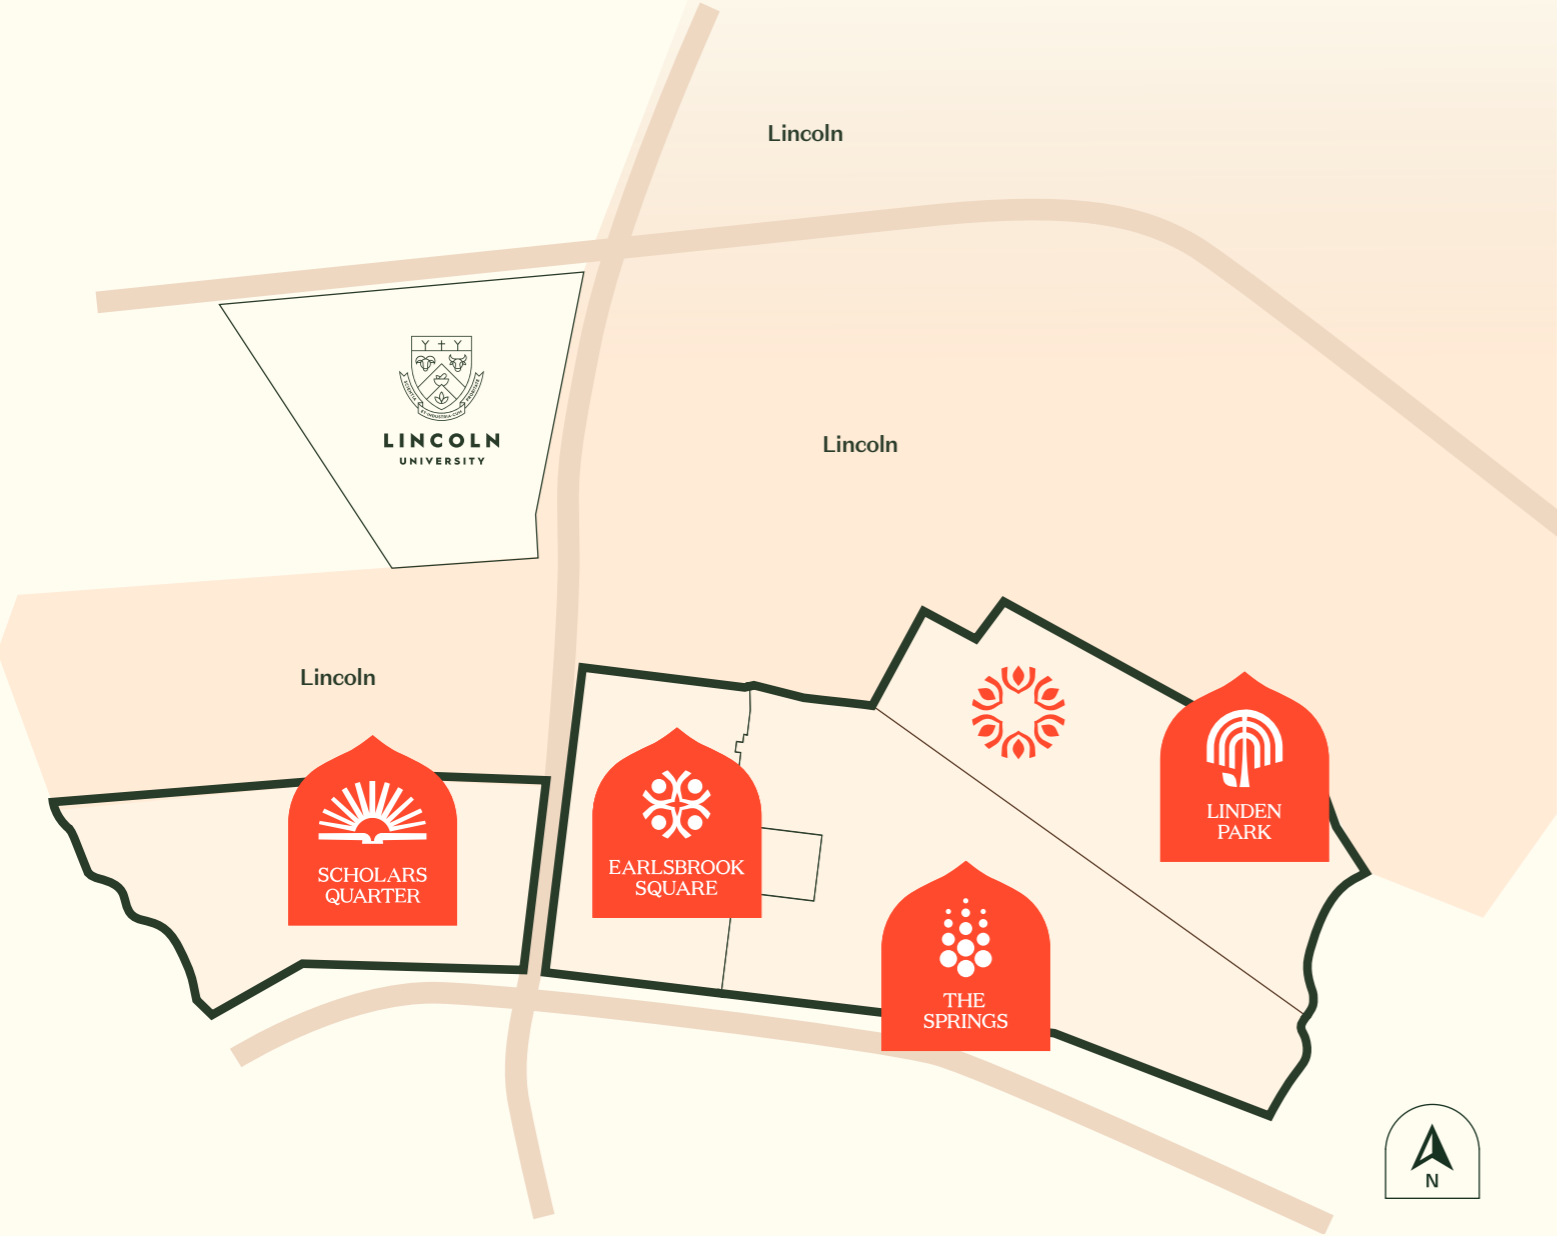 Lincoln
LINCOLN
UNIVERSITY
Lincoln
Lincoln
SCHOLARS
QUARTER
EARLSBROOK
SQUARE
THE
SPRINGS
LINDEN
PARK
N